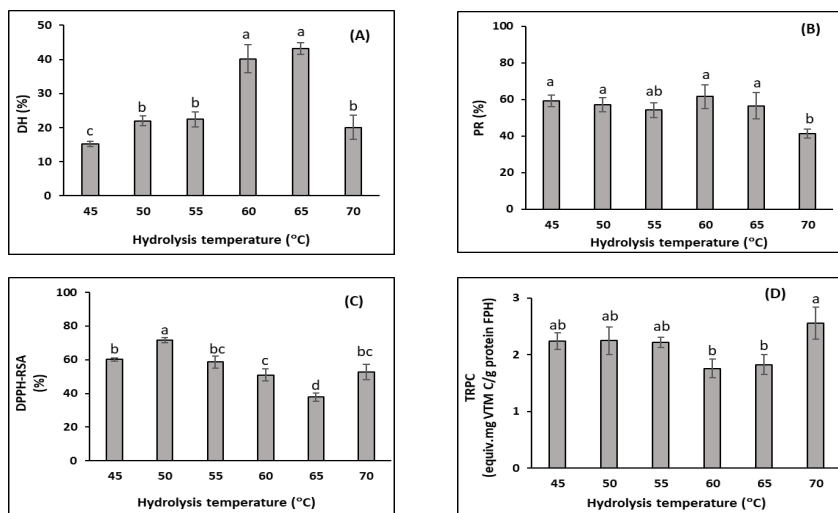 (A)
DH (%)
50
40
30
20
10
0
c
b
b
a
a
b
45 50 55 60 65 70
Hydrolysis temperature (°C)
(B)
PR (%)
100
80
60
40
20
0
a
a
ab
a
a
b
45 50 55 60 65 70
Hydrolysis temperature (°C)
(C)
DPPH-RSA
(%)
100
80
60
40
20
0
b
a
bc
c
d
bc
45 50 55 60 65 70
Hydrolysis temperature (°C)
(D)
TRPC
(equiv.mg VTM C/g protein FPH)
3
2
1
0
ab
ab
ab
b
b
a
45 50 55 60 65 70
Hydrolysis temperature (°C)